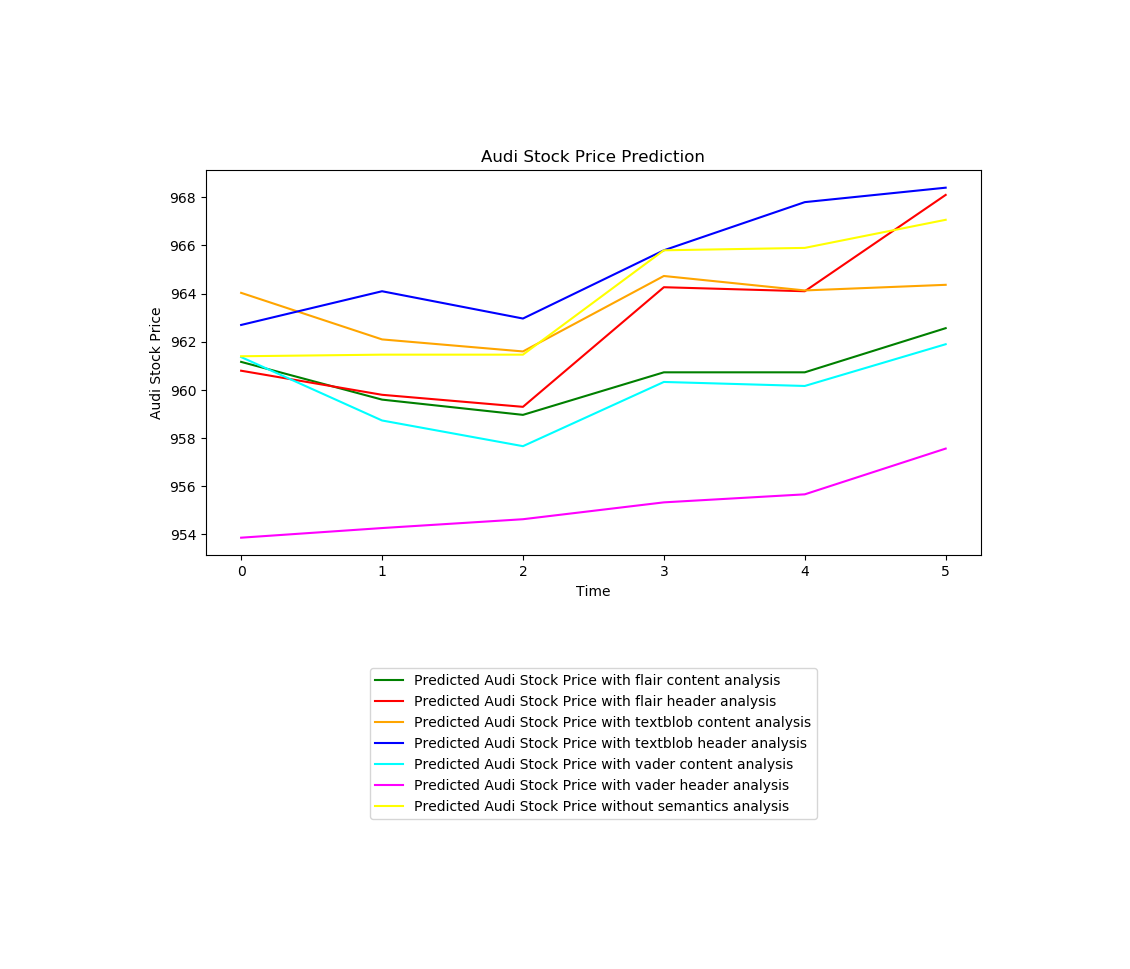 Audi Stock Price Prediction
Audi Stock Price
968
966
964
962
960
958
956
954
0 1 2 3 4 5
Time
Predicted Audi Stock Price with flair content analysis
Predicted Audi Stock Price with flair header analysis
Predicted Audi Stock Price with textblob content analysis
Predicted Audi Stock Price with textblob header analysis
Predicted Audi Stock Price with vader content analysis
Predicted Audi Stock Price with vader header analysis
Predicted Audi Stock Price without semantics analysis